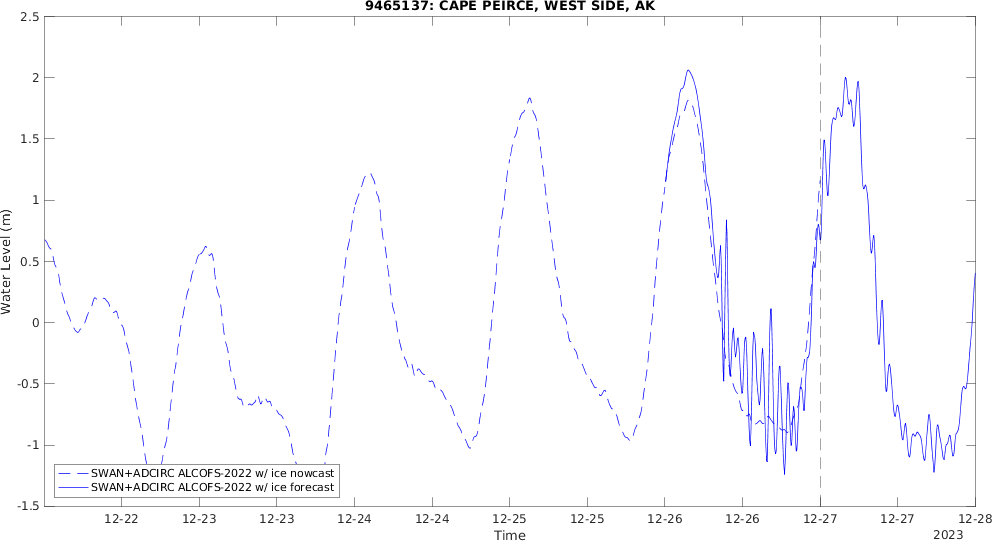 9465137: CAPE PEIRCE, WEST SIDE, AK
2.5
2
1.5
1
0.5
0
-0.5
-1
-1.5
Water Level (m)
SWAN+ADCIRC ALCOFS-2022 w/ ice nowcast
SWAN+ADCIRC ALCOFS-2022 w/ ice forecast
12-22 12-23 12-23 12-24 12-24 12-25 12-25 12-26 12-26 12-27 12-27 12-28
Time
2023